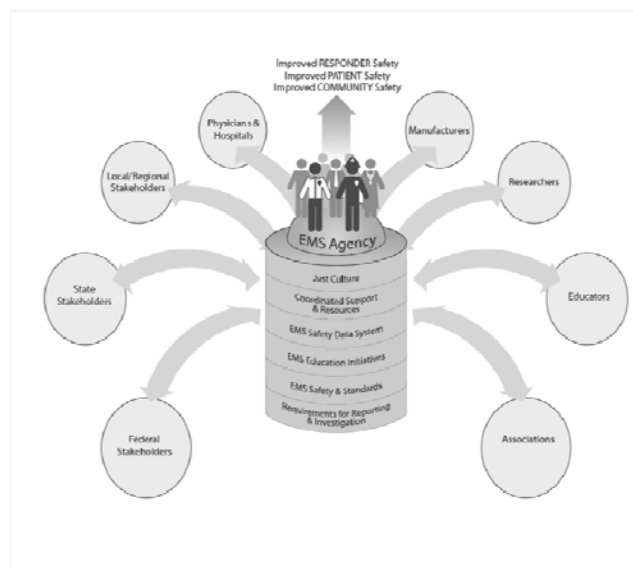 Improved RESPONDER Safety
Improved PATIENT Safety
Improved COMMUNITY Safety
Physicians &
Hospitals
Manufacturers
Local/Regional
Stakeholders
Researchers
EMS Agency
State
Stakeholders
Educators
Just Culture
Coordinated Support
& Resources
EMS Safety Data System
EMS Education Initiatives
EMS Safety & Standards
Requirements for Reporting
& Investigation
Federal
Stakeholders
Associations